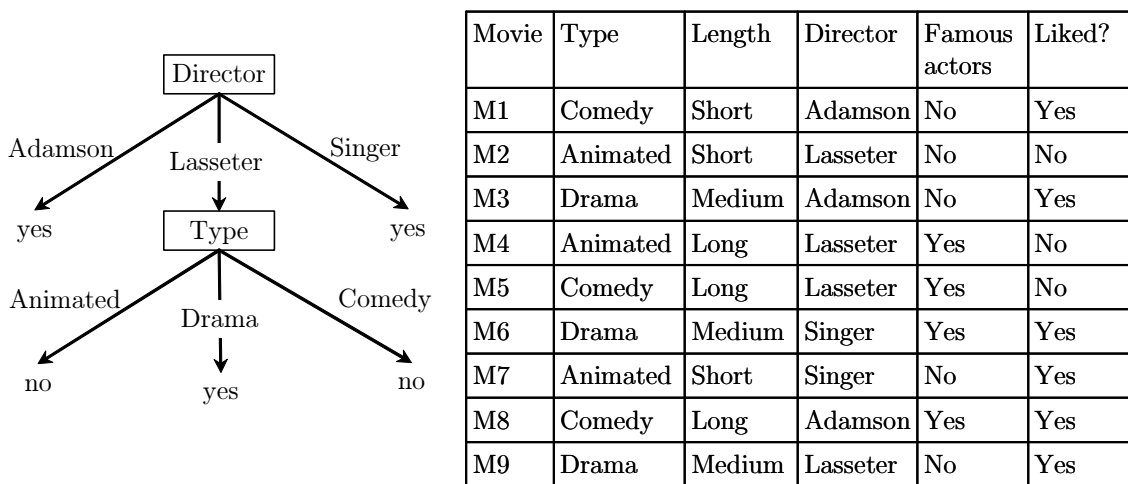 Director
Adamson
Lasseter
Singer
yes
yes
Type
Animated
Drama
Comedy
no
yes
no
Movie Type Length Director Famous actors Liked?
M1 Comedy Short Adamson No Yes
M2 Animated Short Lasseter No No
M3 Drama Medium Adamson No Yes
M4 Animated Long Lasseter Yes No
M5 Comedy Long Lasseter Yes No
M6 Drama Medium Singer Yes Yes
M7 Animated Short Singer No Yes
M8 Comedy Long Adamson Yes Yes
M9 Drama Medium Lasseter No Yes